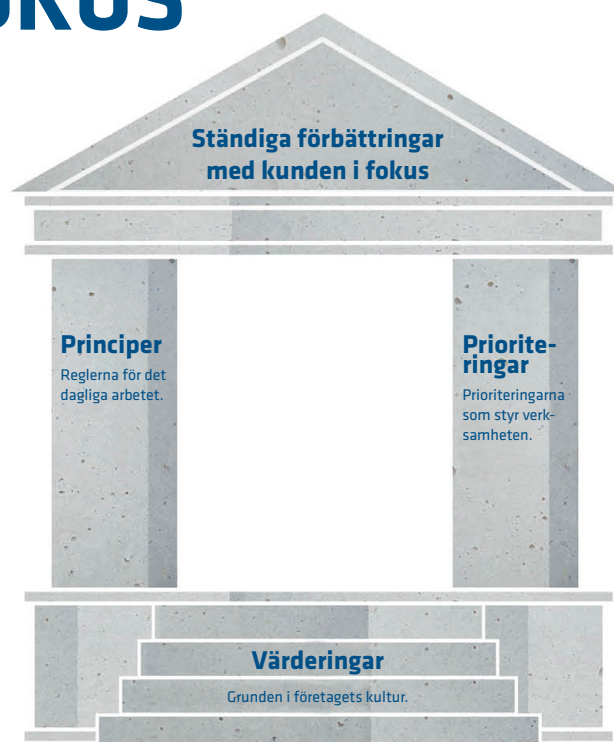 Ständiga förbättringar
med kunden i fokus
Principer
Reglerna för det
dagliga arbetet.
Priorite-
ringar
Prioriteringarna
som styr verk-
samheten.
Värderingar
Grunden i företagets kultur.